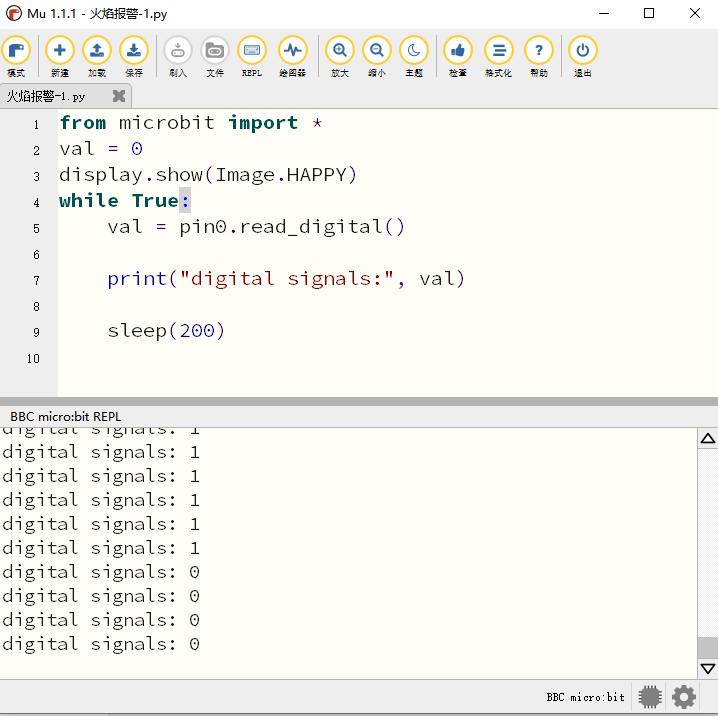 Mu 1.1.1 - 火焰报警-1.py
模式 新建 加载 保存 刷入 文件 REPL 绘图器 放大 缩小 主题 检查 格式化 帮助 退出
火焰报警-1.py
1 from microbit import *
2 val = 0
3 display.show(Image.HAPPY)
4 while True:
5 val = pin0.read_digital()
6
7 print("digital signals:", val)
8
9 sleep(200)
10
BBC micro:bit REPL
digital signals: 1
digital signals: 1
digital signals: 1
digital signals: 1
digital signals: 1
digital signals: 1
digital signals: 0
digital signals: 0
digital signals: 0
digital signals: 0
BBC micro:bit